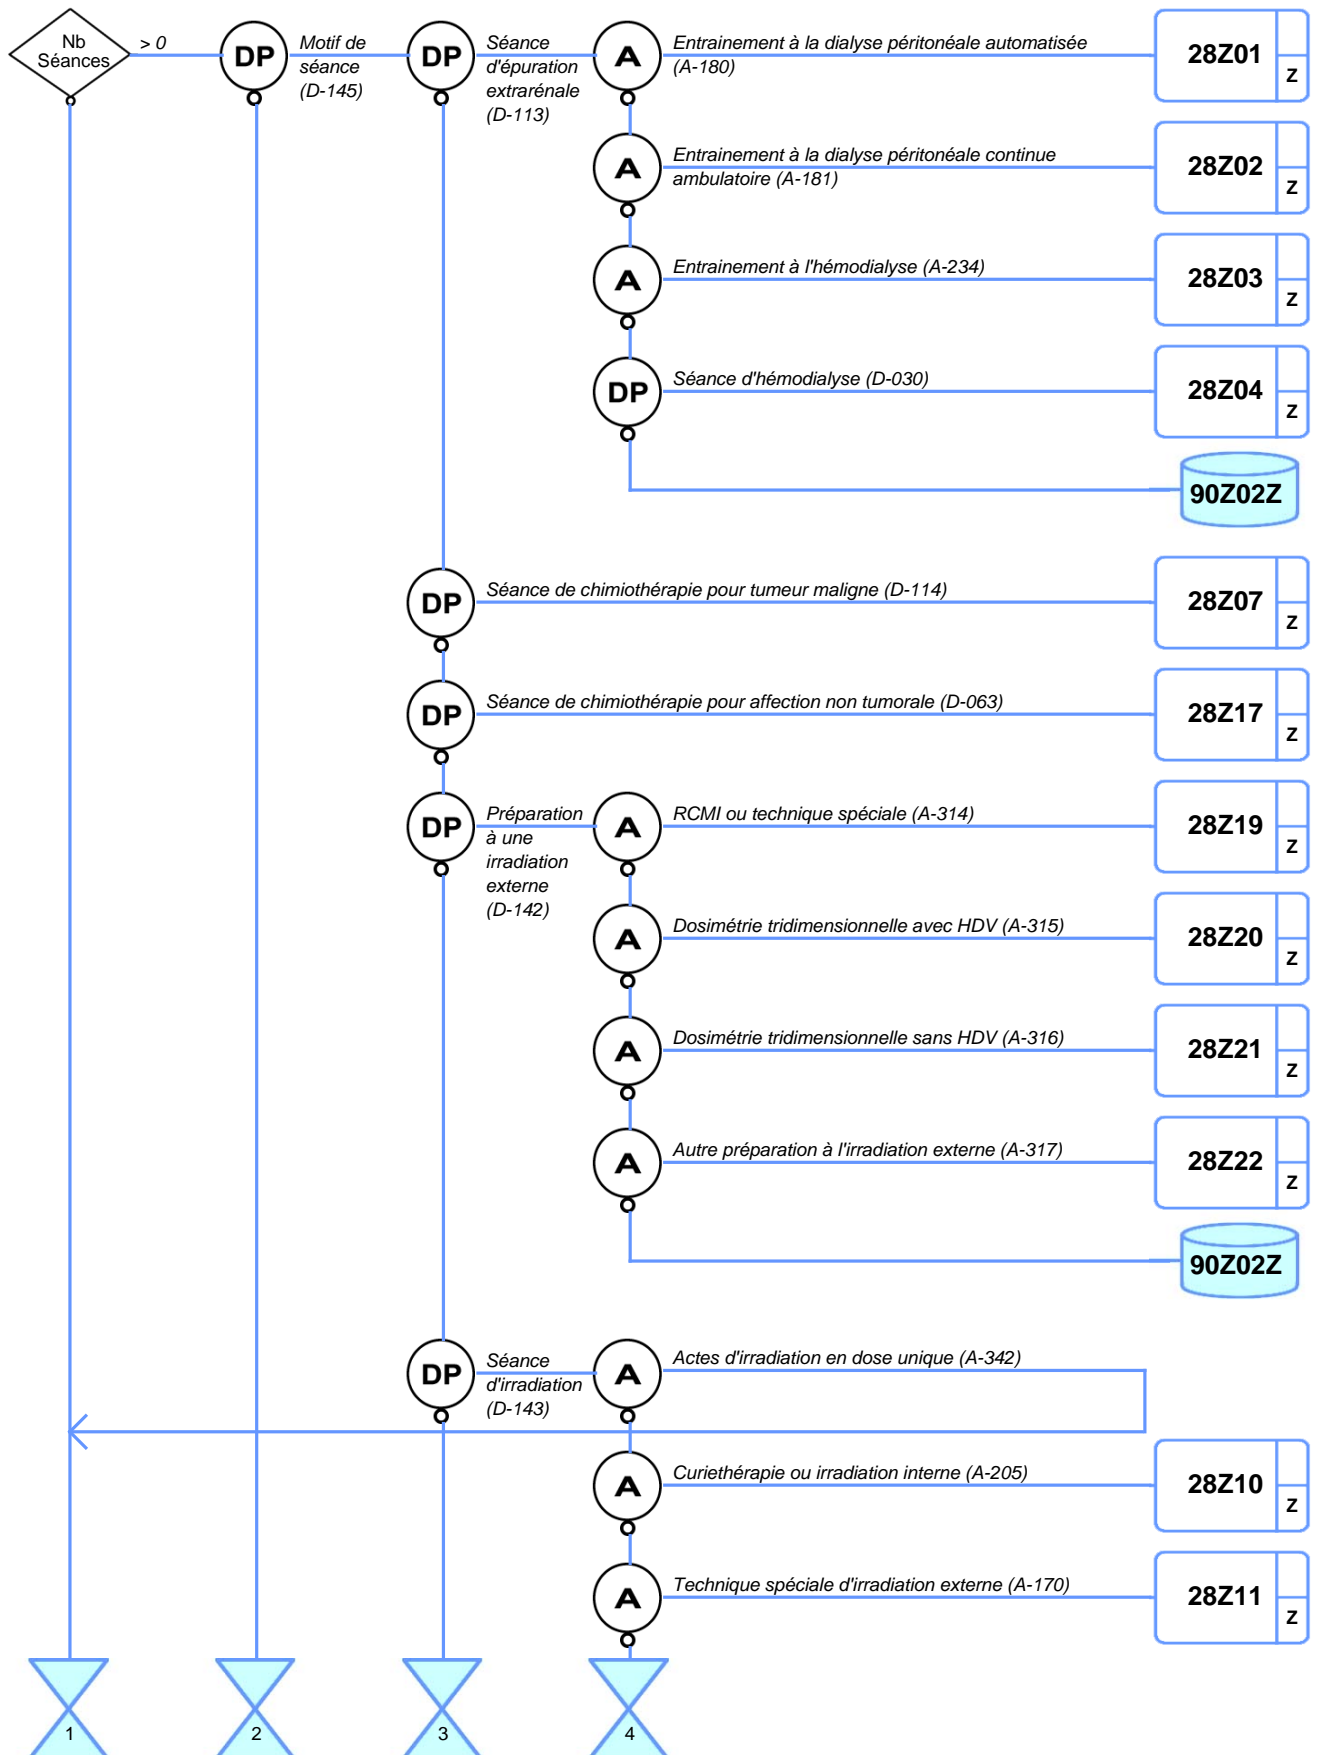 Nb
Séances
> 0
DP
Motif de
séance
(D-145)
DP
Séance
d'épuration
extrarénale
(D-113)
A
Entrainement à la dialyse péritonéale automatisée
(A-180)
28Z01
Z
A
Entrainement à la dialyse péritonéale continue
ambulatoire (A-181)
28Z02
Z
A
Entrainement à l'hémodialyse (A-234)
28Z03
Z
DP
Séance d'hémodialyse (D-030)
28Z04
Z
90Z02Z
DP
Séance de chimiothérapie pour tumeur maligne (D-114)
28Z07
Z
DP
Séance de chimiothérapie pour affection non tumorale (D-063)
28Z17
Z
DP
Préparation
à une
irradiation
externe
(D-142)
A
RCMI ou technique spéciale (A-314)
28Z19
Z
A
Dosimétrie tridimensionnelle avec HDV (A-315)
28Z20
Z
A
Dosimétrie tridimensionnelle sans HDV (A-316)
28Z21
Z
A
Autre préparation à l'irradiation externe (A-317)
28Z22
Z
90Z02Z
DP
Séance
d'irradiation
(D-143)
A
Actes d'irradiation en dose unique (A-342)
A
Curiethérapie ou irradiation interne (A-205)
28Z10
Z
A
Technique spéciale d'irradiation externe (A-170)
28Z11
Z
1
2
3
4